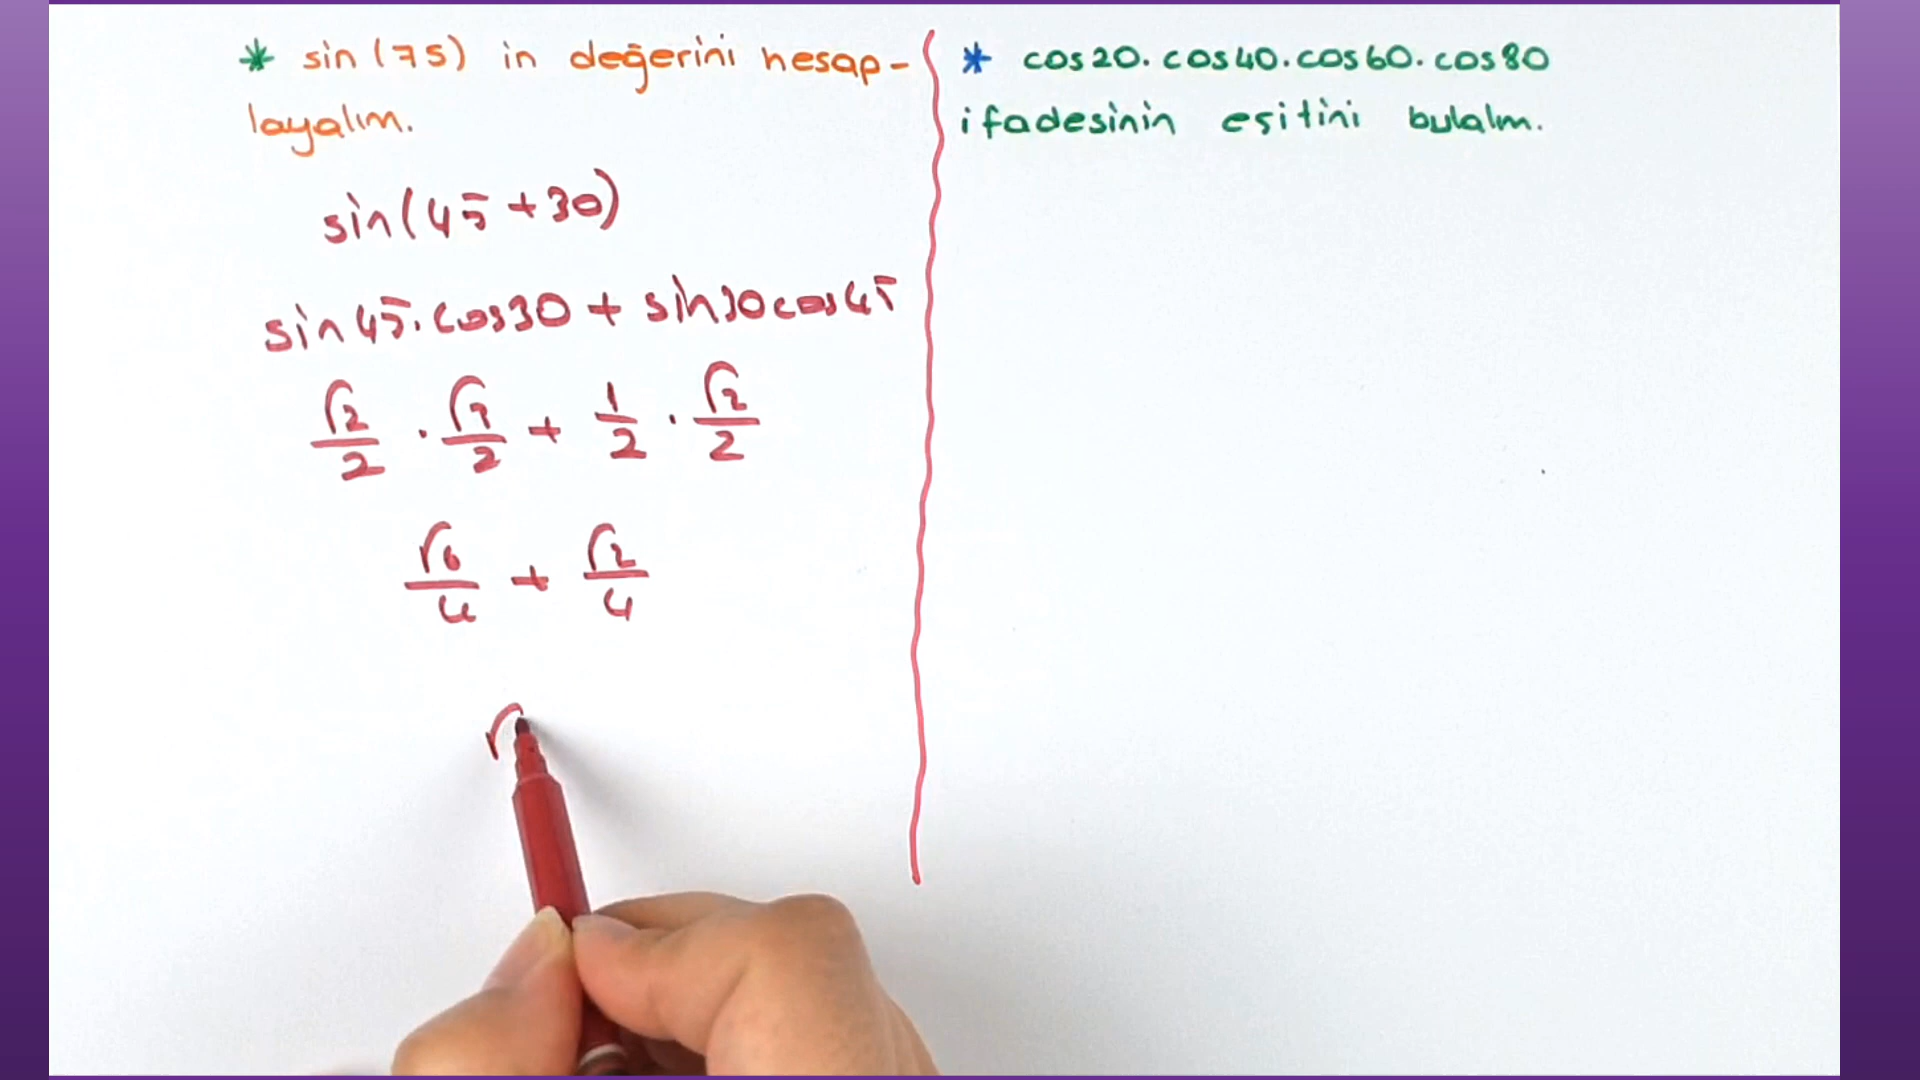 * sin(75) in değerini hesap-
layalım.
sin(45+30)
sin45.cos30 + sin30cos45
√2/2 . √3/2 + 1/2 . √2/2
√6/4 + √2/4
* cos20.cos40.cos60.cos80
ifadesinin eşitini bulalm.